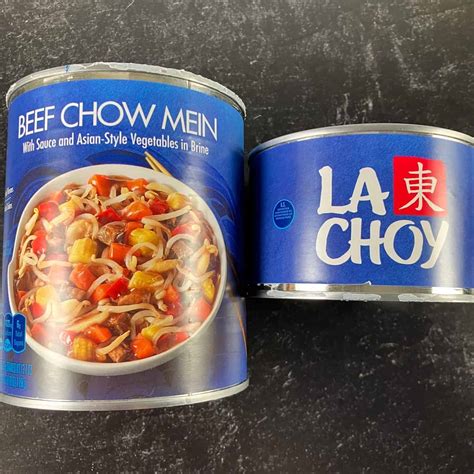 BEEF CHOW MEIN
With Sauce and Asian-Style Vegetables in Brine
LA 東
CHOY